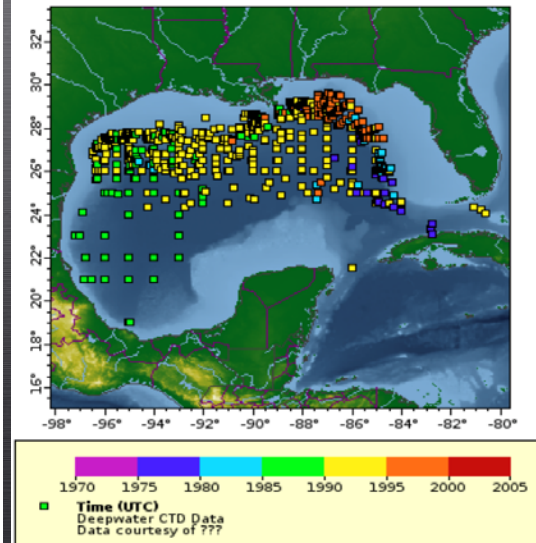 32°
30°
28°
26°
24°
22°
20°
18°
16°
-98° -96° -94° -92° -90° -88° -86° -84° -82° -80°
1970 1975 1980 1985 1990 1995 2000 2005
Time (UTC)
Deepwater CTD Data
Data courtesy of ???